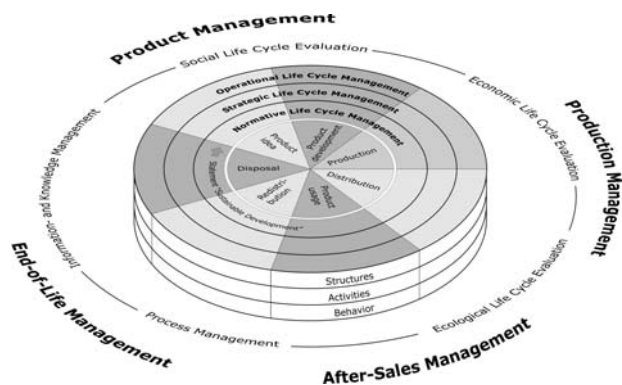 Product Management
Social Life Cycle Evaluation
Operational Life Cycle Management
Strategic Life Cycle Management
Normative Life Cycle Management
Economic Life Cycle Evaluation
Production Management
Information- and Knowledge Management
Product
idea
Product
development
Production
Disposal
Distribution
Redistri-
bution
Product
usage
Statement "Sustainable Development"
Structures
Activities
Behavior
Ecological Life Cycle Evaluation
Process Management
End-of-Life Management
After-Sales Management